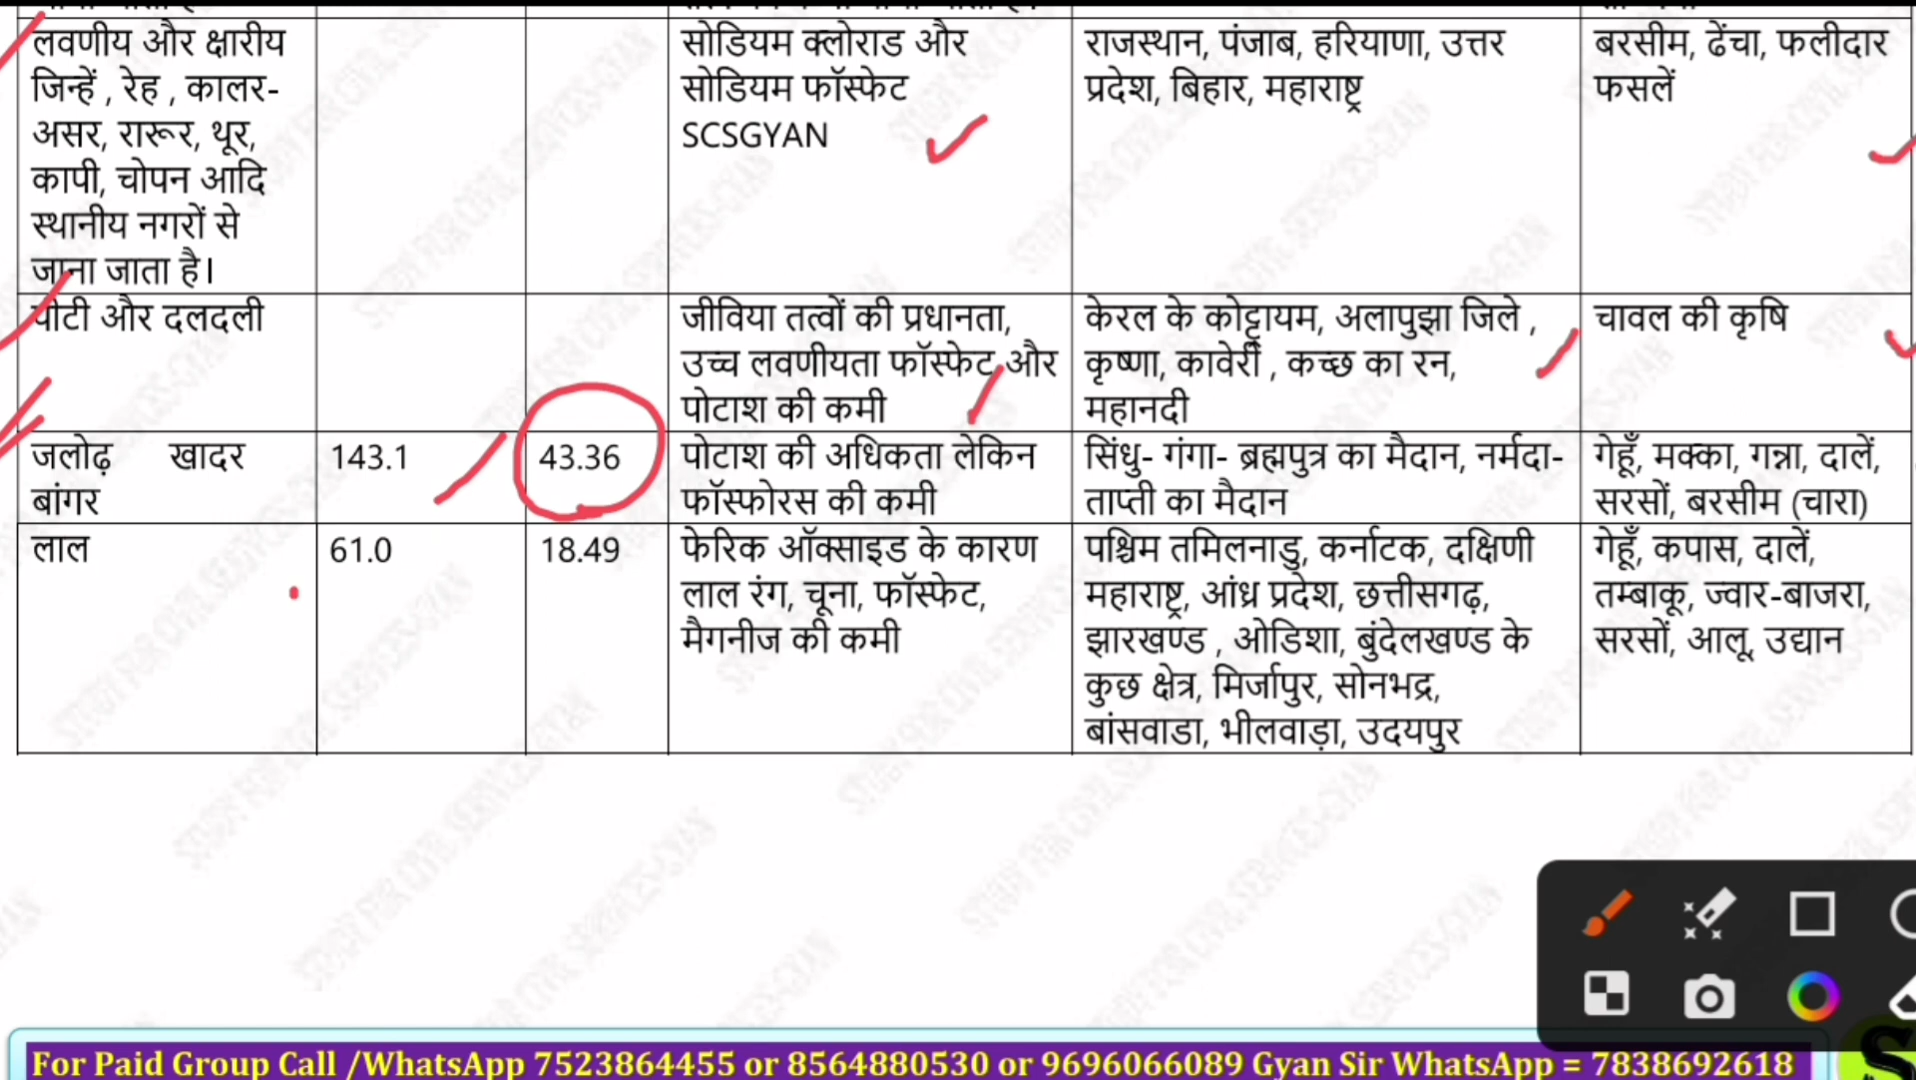 लवणीय और क्षारीय
जिन्हें , रेह , कालर-
असर, रारूर, थूर,
कापी, चोपन आदि
स्थानीय नगरों से
जाना जाता है।
सोडियम क्लोराड और
सोडियम फॉस्फेट
SCSGYAN
राजस्थान, पंजाब, हरियाणा, उत्तर
प्रदेश, बिहार, महाराष्ट्र
बरसीम, ढेंचा, फलीदार
फसलें
पीटी और दलदली
जीविया तत्वों की प्रधानता,
उच्च लवणीयता फॉस्फेट और
पोटाश की कमी
केरल के कोट्टायम, अलापुझा जिले ,
कृष्णा, कावेरी , कच्छ का रन,
महानदी
चावल की कृषि
जलोढ़ खादर
बांगर
143.1
43.36
पोटाश की अधिकता लेकिन
फॉस्फोरस की कमी
सिंधु- गंगा- ब्रह्मपुत्र का मैदान, नर्मदा-
ताप्ती का मैदान
गेहूँ, मक्का, गन्ना, दालें,
सरसों, बरसीम (चारा)
लाल
61.0
18.49
फेरिक ऑक्साइड के कारण
लाल रंग, चूना, फॉस्फेट,
मैगनीज की कमी
पश्चिम तमिलनाडु, कर्नाटक, दक्षिणी
महाराष्ट्र, आंध्र प्रदेश, छत्तीसगढ़,
झारखण्ड , ओडिशा, बुंदेलखण्ड के
कुछ क्षेत्र, मिर्जापुर, सोनभद्र,
बांसवाडा, भीलवाड़ा, उदयपुर
गेहूँ, कपास, दालें,
तम्बाकू, ज्वार-बाजरा,
सरसों, आलू, उद्यान
For Paid Group Call /WhatsApp 7523864455 or 8564880530 or 9696066089 Gyan Sir WhatsApp = 7838692618